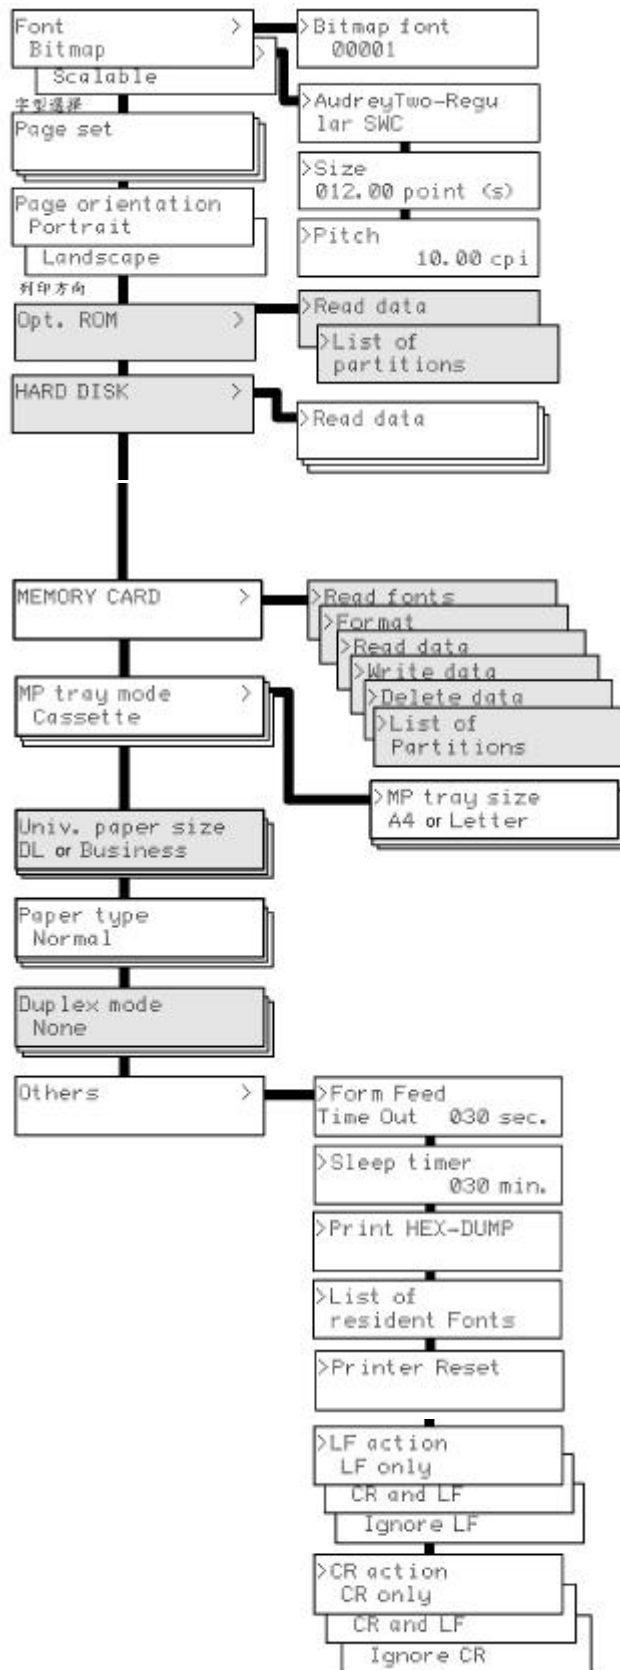 Font >
Bitmap
>
Scalable
字型選擇
Page set
Page orientation
Portrait
Landscape
列印方向
Opt. ROM >
HARD DISK >
>Bitmap font
00001
>AudreyTwo-Regu
lar SWC
>Size
012.00 point (s)
>Pitch
10.00 cpi
>Read data
>List of
partitions
>Read data
MEMORY CARD >
>Read fonts
>Format
>Read data
>Write data
>Delete data
>List of
Partitions
MP tray mode >
Cassette
>MP tray size
A4 or Letter
Univ. paper size
DL or Business
Paper type
Normal
Duplex mode
None
Others >
>Form Feed
Time Out 030 sec.
>Sleep timer
030 min.
>Print HEX-DUMP
>List of
resident Fonts
>Printer Reset
>LF action
LF only
CR and LF
Ignore LF
>CR action
CR only
CR and LF
Ignore CR